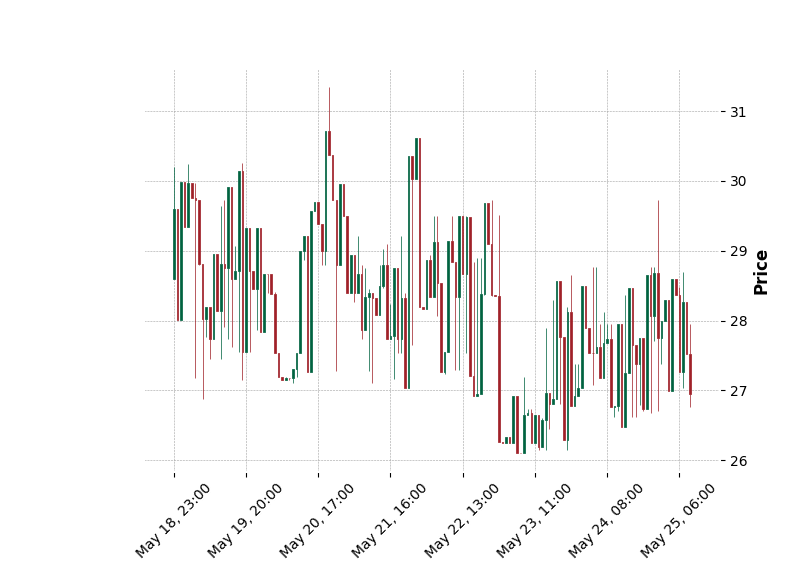 31
30
29
28
27
26
Price
May 18, 23:00
May 19, 20:00
May 20, 17:00
May 21, 16:00
May 22, 13:00
May 23, 11:00
May 24, 08:00
May 25, 06:00